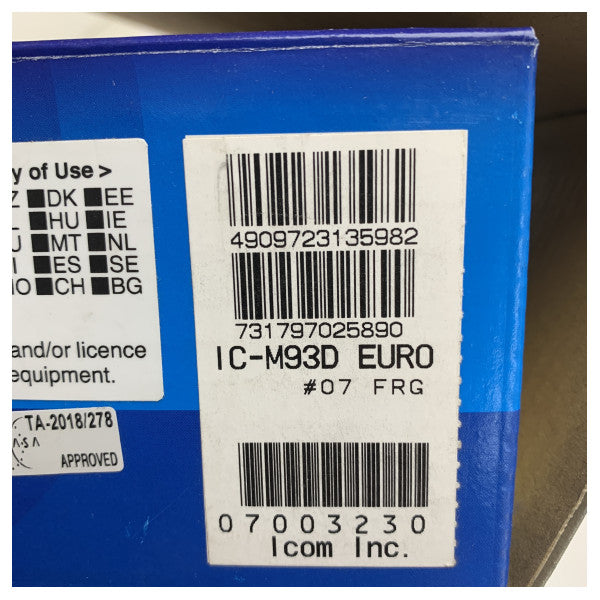 y of Use >
Z ■DK ■EE
L ■HU ■IE
U ■MT ■NL
I ■ES ■SE
IO ■CH ■BG
and/or licence
equipment.
TA-2018/278
A·S A
APPROVED
4909723135982
731797025890
IC-M93D EURO
#07 FRG
07003230
Icom Inc.